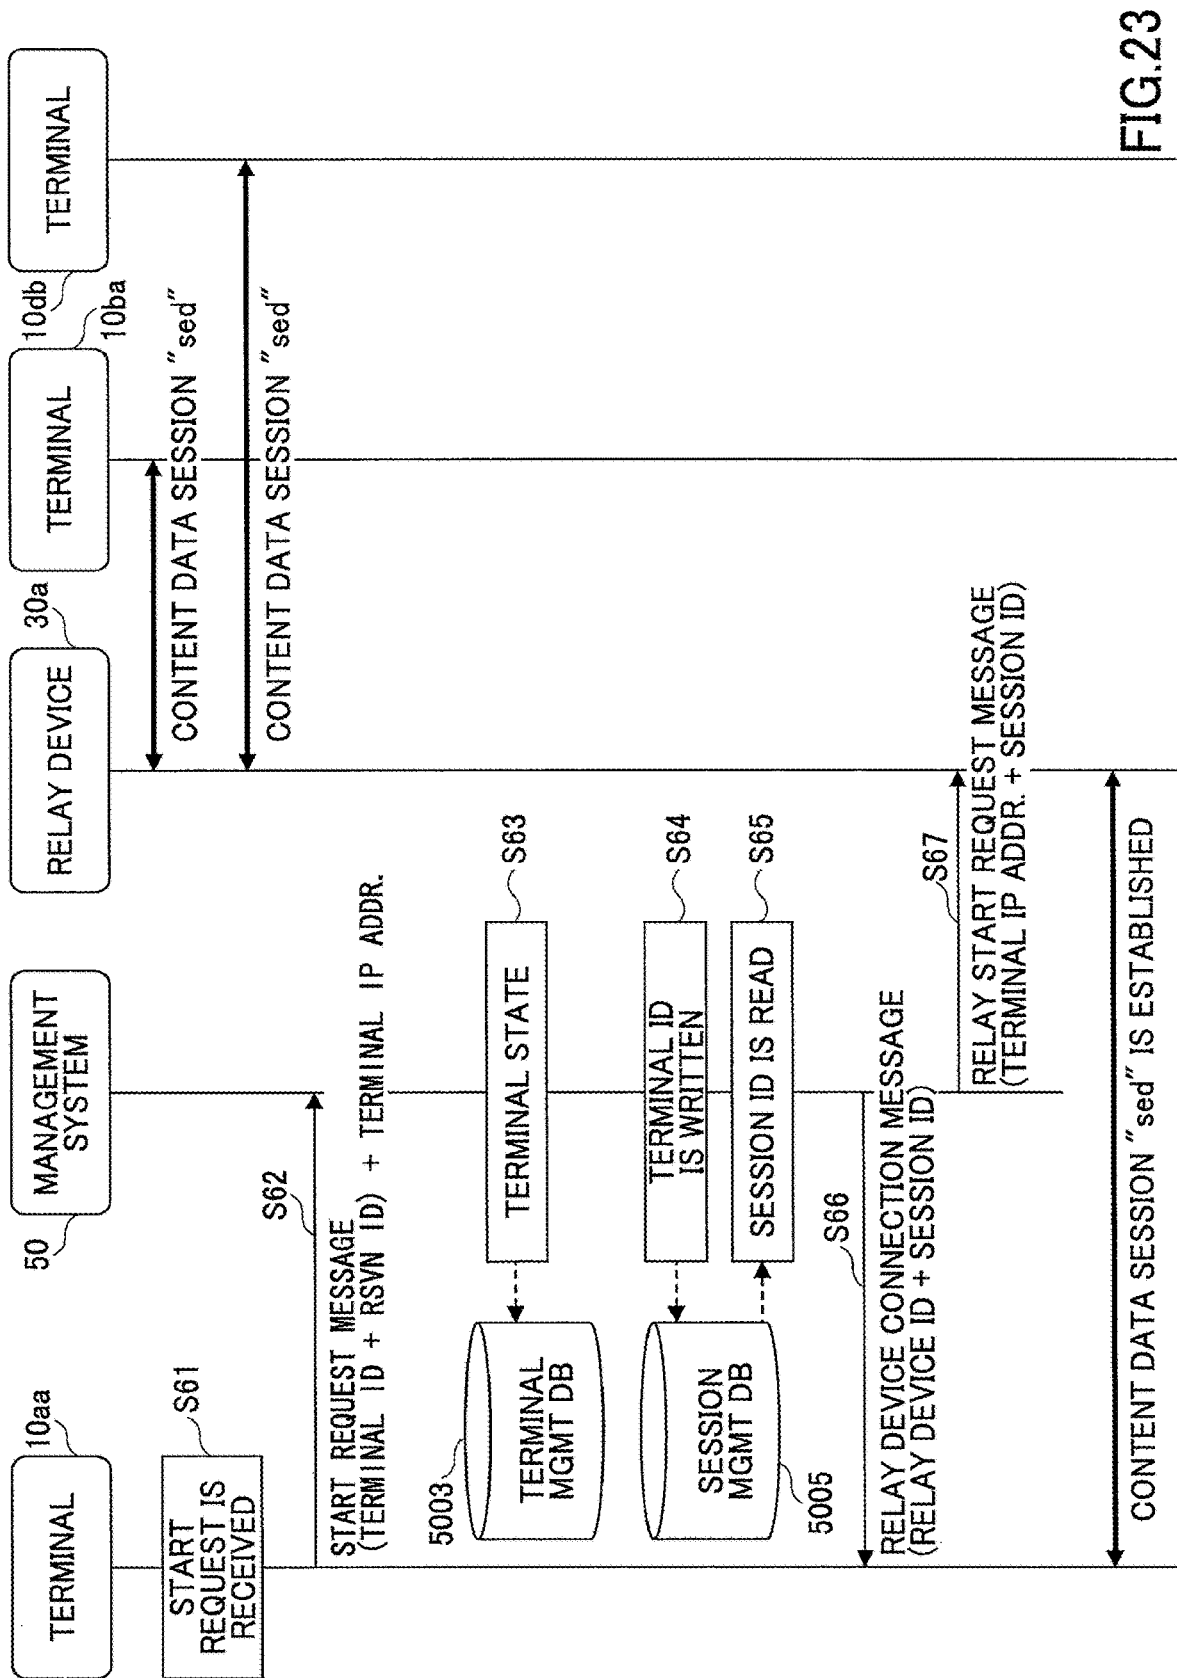 TERMINAL
10aa
MANAGEMENT
SYSTEM
50
RELAY DEVICE
30a
TERMINAL
10ba
TERMINAL
10db
CONTENT DATA SESSION "sed"
CONTENT DATA SESSION "sed"
START
REQUEST IS
RECEIVED
S61
S62
START REQUEST MESSAGE
(TERMINAL ID + RSVN ID) + TERMINAL IP ADDR.
5003
TERMINAL
MGMT DB
TERMINAL STATE
S63
SESSION
MGMT DB
5005
TERMINAL ID
IS WRITTEN
S64
SESSION ID IS READ
S65
S66
RELAY DEVICE CONNECTION MESSAGE
(RELAY DEVICE ID + SESSION ID)
S67
RELAY START REQUEST MESSAGE
(TERMINAL IP ADDR. + SESSION ID)
CONTENT DATA SESSION "sed" IS ESTABLISHED
FIG.23